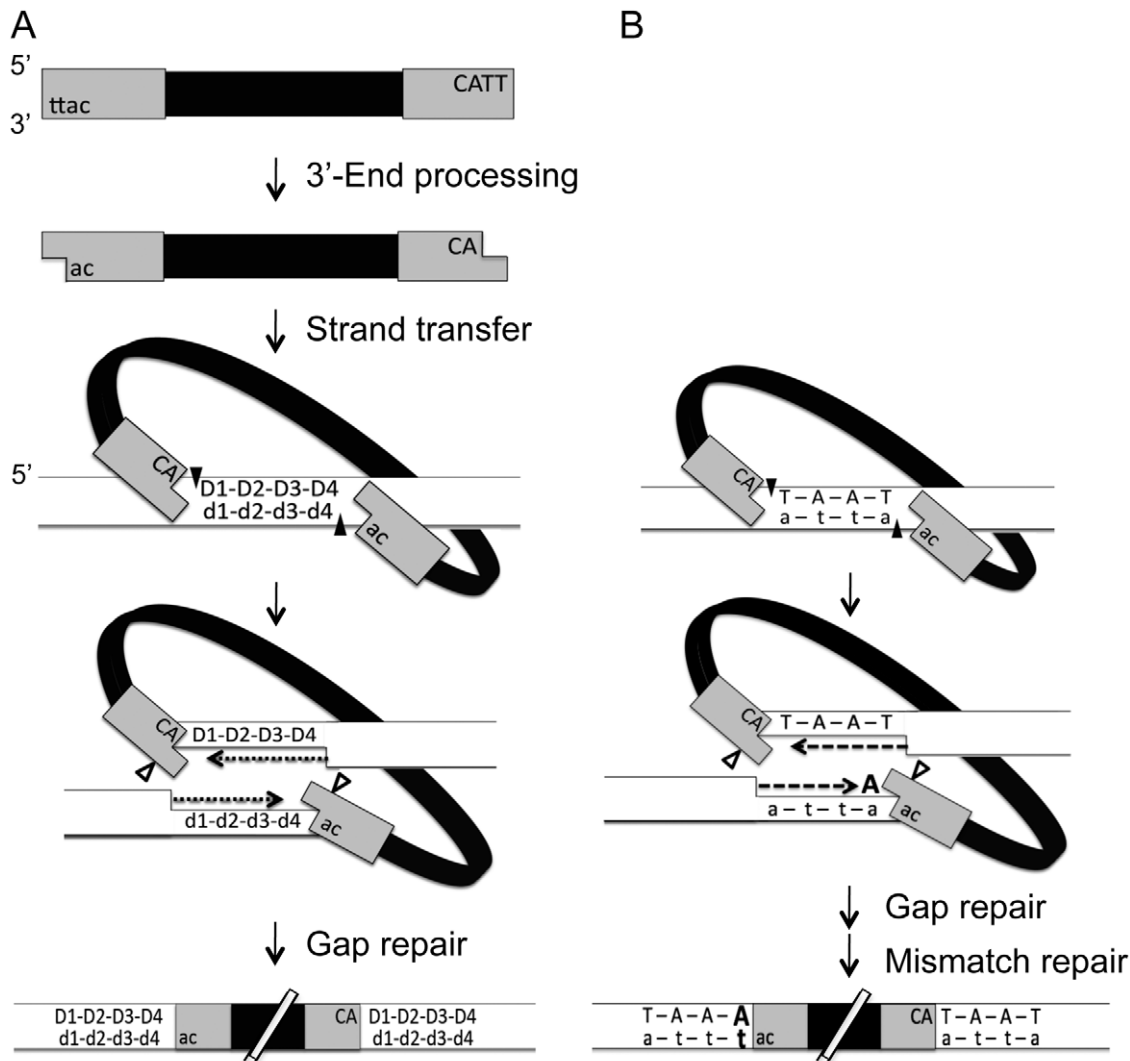 A
B
5’
ttac
CATT
3’
3’-End processing
ac
CA
Strand transfer
5’
CA
D1-D2-D3-D4
d1-d2-d3-d4
ac
CA
T – A – A – T
a – t – t – a
ac
CA
D1-D2-D3-D4
d1-d2-d3-d4
ac
CA
T – A – A – T
A
a – t – t – a
ac
Gap repair
Gap repair
Mismatch repair
D1-D2-D3-D4
d1-d2-d3-d4
ac
CA
D1-D2-D3-D4
d1-d2-d3-d4
T – A – A – A
a – t – t – t
ac
CA
T – A – A – T
a – t – t – a